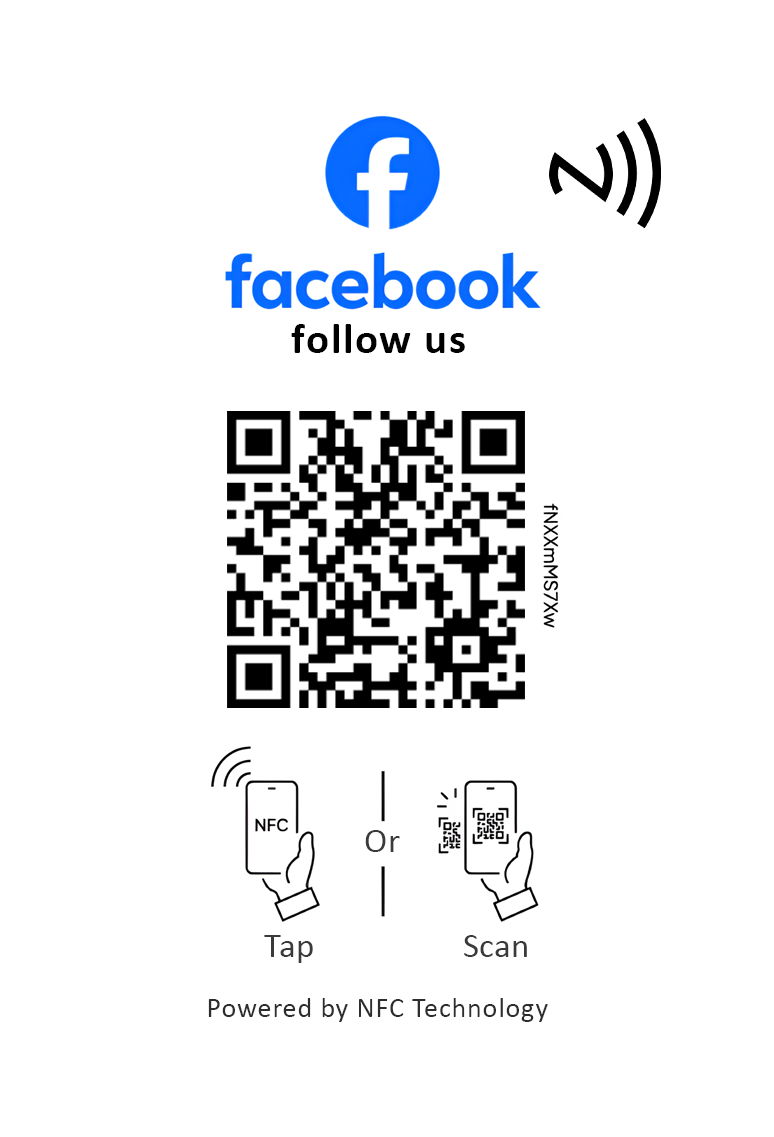 facebook
follow us
fNXXmMS7Xw
NFC
Or
Tap
Scan
Powered by NFC Technology